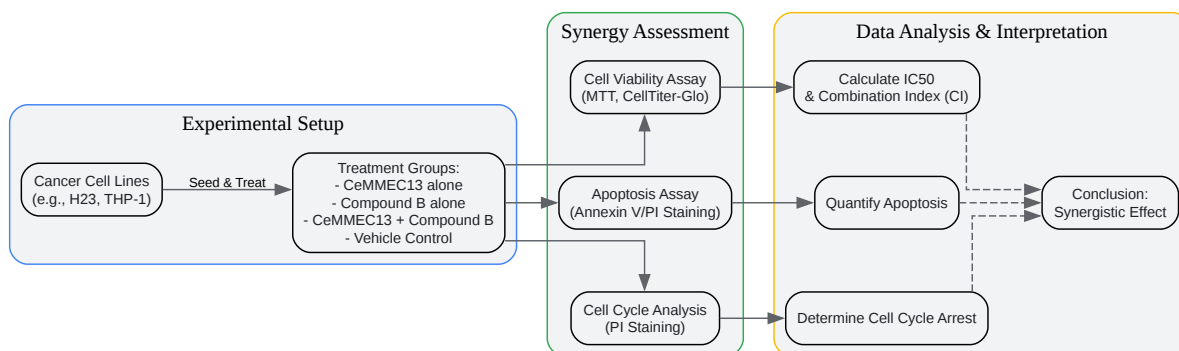 Experimental Setup
Cancer Cell Lines
(e.g., H23, THP-1)
Seed & Treat
Treatment Groups:
- CeMMEC13 alone
- Compound B alone
- CeMMEC13 + Compound B
- Vehicle Control
Synergy Assessment
Cell Viability Assay
(MTT, CellTiter-Glo)
Apoptosis Assay
(Annexin V/PI Staining)
Cell Cycle Analysis
(PI Staining)
Data Analysis & Interpretation
Calculate IC50
& Combination Index (CI)
Quantify Apoptosis
Determine Cell Cycle Arrest
Conclusion:
Synergistic Effect